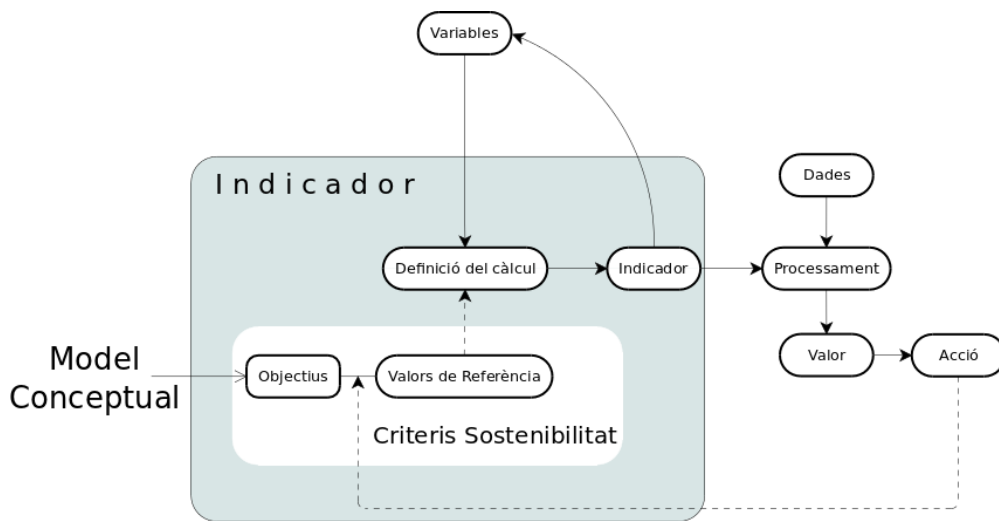 Variables
Indicador
Dades
Definició del càlcul
Indicador
Processament
Model
Conceptual
Objectius
Valors de Referència
Valor
Acció
Criteris Sostenibilitat